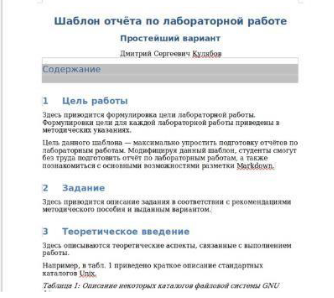 Шаблон отчёта по лабораторной работе
Простейший вариант
Дмитрий Сергеевич Кулябов
Содержание
1 Цель работы
Здесь приводится формулировка цели лабораторной работы.
Формулировки цели для каждой лабораторной работы приведены в
методических указаниях.
Цель данного шаблона — максимально упростить подготовку отчётов по
лабораторным работам. Модифицируя данный шаблон, студенты смогут
без труда подготовить отчёт по лабораторным работам, а также
познакомиться с основными возможностями разметки Markdown.
2 Задание
Здесь приводится описание задания в соответствии с рекомендациями
методического пособия и выданным вариантом.
3 Теоретическое введение
Здесь описываются теоретические аспекты, связанные с выполнением
работы.
Например, в табл. 1 приведено краткое описание стандартных
каталогов Unix.
Таблица 1: Описание некоторых каталогов файловой системы GNU